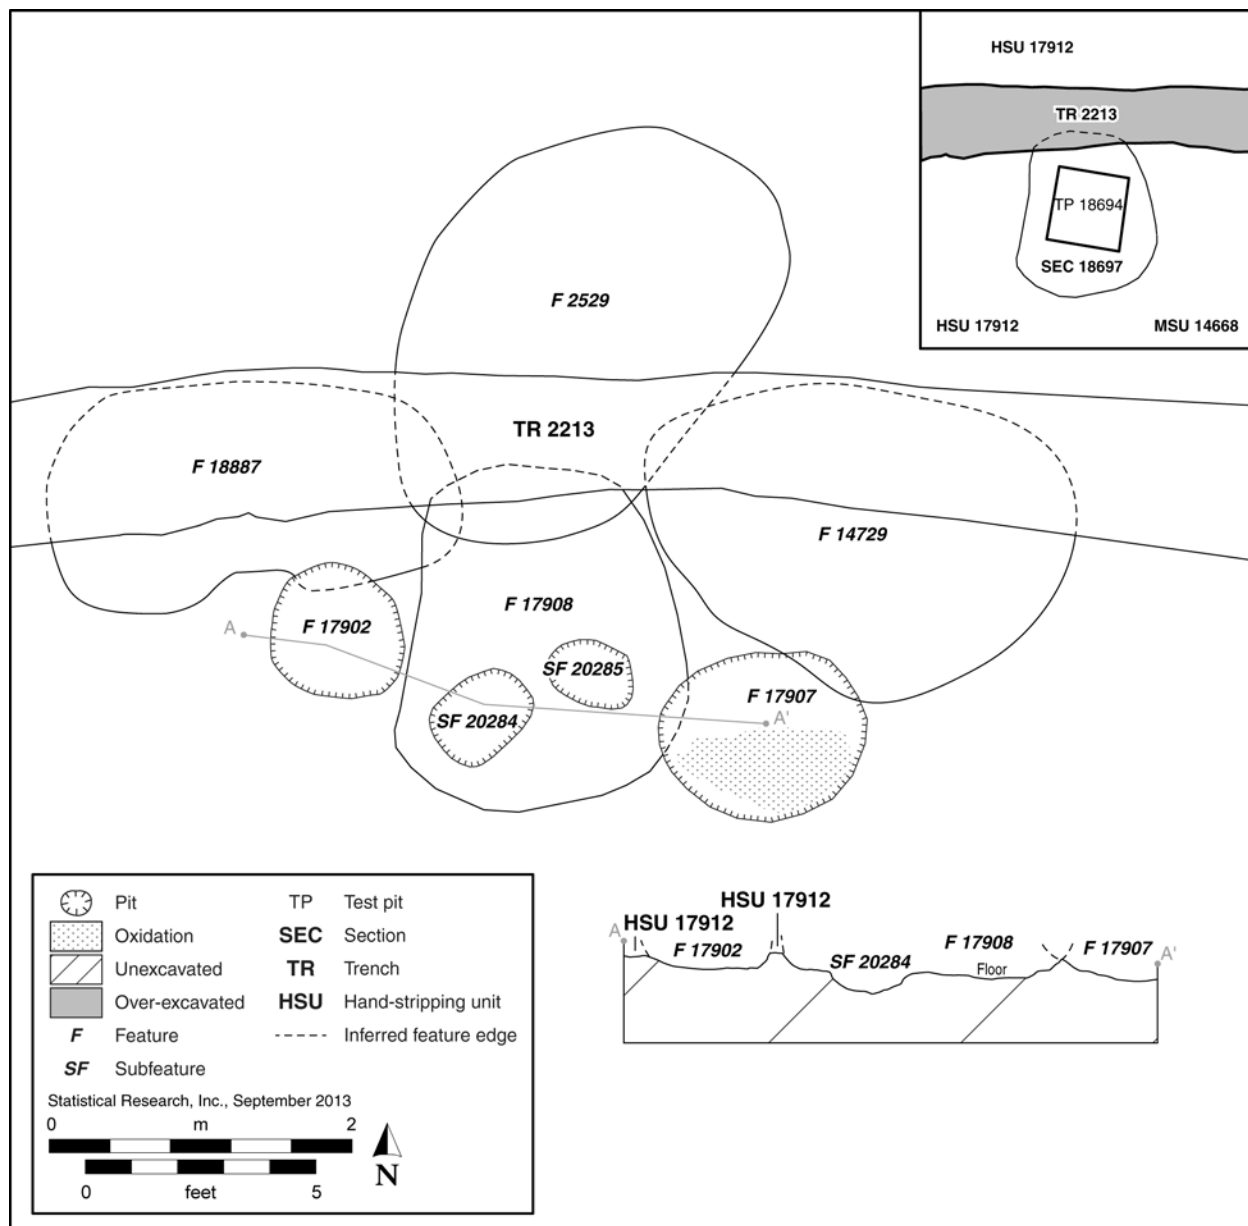 HSU 17912
TR 2213
TP 18694
SEC 18697
HSU 17912 MSU 14668
F 2529
TR 2213
F 18887
F 14729
F 17908
F 17902
A
SF 20285
F 17907
SF 20284
A'
HSU 17912
HSU 17912
A
F 17902
F 17908
F 17907
A'
SF 20284
Floor
Pit
Oxidation
Unexcavated
Over-excavated
F Feature
SF Subfeature
TP Test pit
SEC Section
TR Trench
HSU Hand-stripping unit
Inferred feature edge
Statistical Research, Inc., September 2013
0 m 2
0 feet 5
N